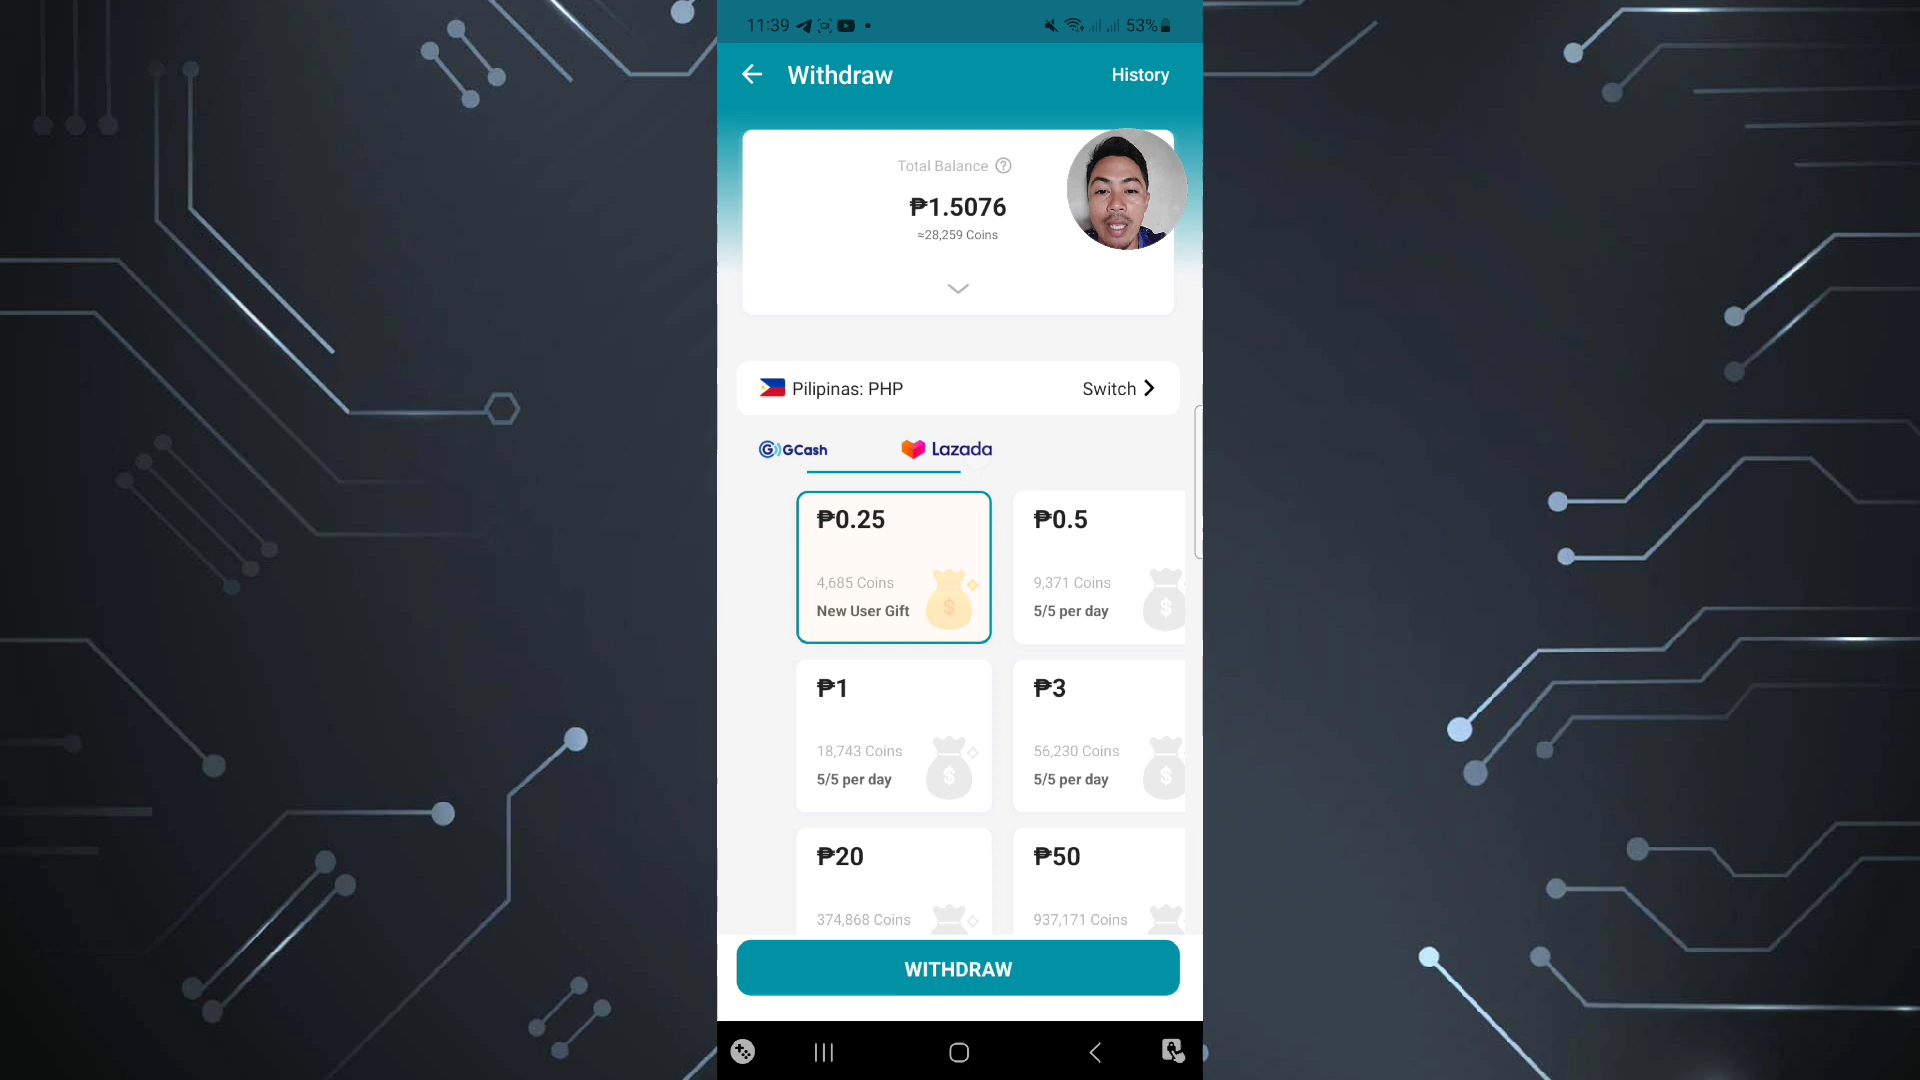 11:39
53%
Withdraw
History
Total Balance ?
₱1.5076
≈28,259 Coins
Pilipinas: PHP
Switch
G GCash
Lazada
₱0.25
4,685 Coins
New User Gift
$
₱0.5
9,371 Coins
5/5 per day
$
₱1
18,743 Coins
5/5 per day
$
₱3
56,230 Coins
5/5 per day
$
₱20
374,868 Coins
₱50
937,171 Coins
WITHDRAW